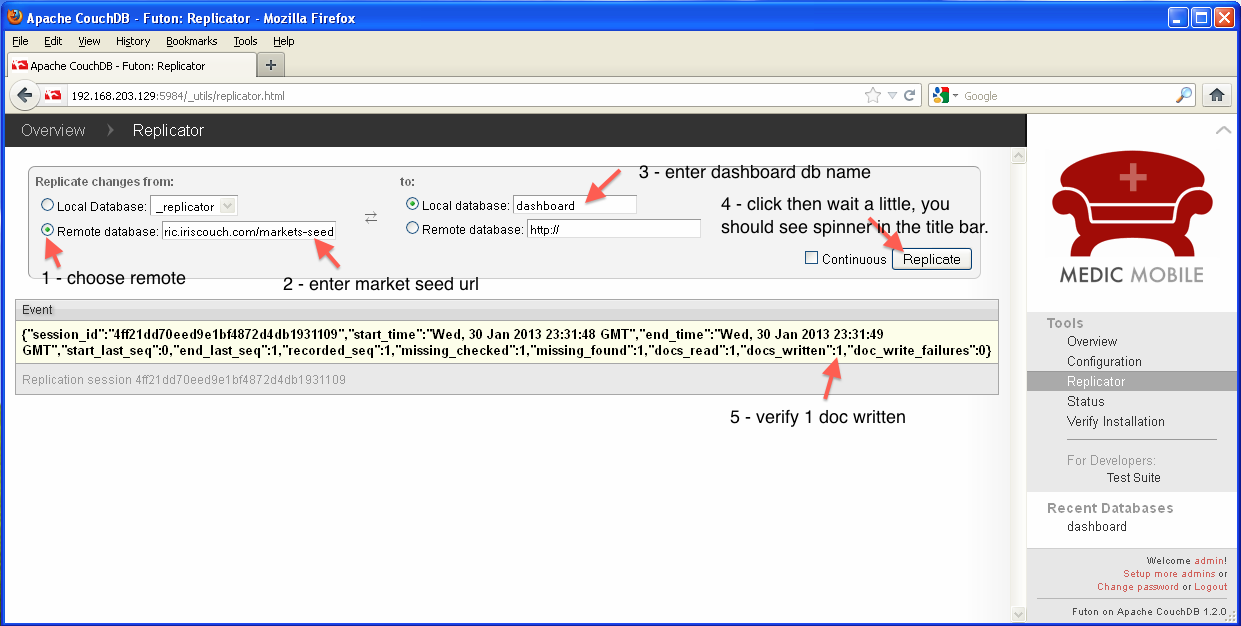 Apache CouchDB - Futon: Replicator - Mozilla Firefox
File Edit View History Bookmarks Tools Help
Apache CouchDB - Futon: Replicator
192.168.203.129:5984/_utils/replicator.html
Google
Overview Replicator
Replicate changes from:
Local Database: _replicator
Remote database: ric.iriscouch.com/markets-seed
to:
Local database: dashboard
Remote database: http://
Continuous Replicate
1 - choose remote
2 - enter market seed url
3 - enter dashboard db name
4 - click then wait a little, you
should see spinner in the title bar.
Event
{"session_id":"4ff21dd70eed9e1bf4872d4db1931109","start_time":"Wed, 30 Jan 2013 23:31:48 GMT","end_time":"Wed, 30 Jan 2013 23:31:49
GMT","start_last_seq":0,"end_last_seq":1,"recorded_seq":1,"missing_checked":1,"missing_found":1,"docs_read":1,"docs_written":1,"doc_write_failures":0}
Replication session 4ff21dd70eed9e1bf4872d4db1931109
5 - verify 1 doc written
MEDIC MOBILE
Tools
Overview
Configuration
Replicator
Status
Verify Installation
For Developers:
Test Suite
Recent Databases
dashboard
Welcome admin!
Setup more admins or
Change password or Logout
Futon on Apache CouchDB 1.2.0